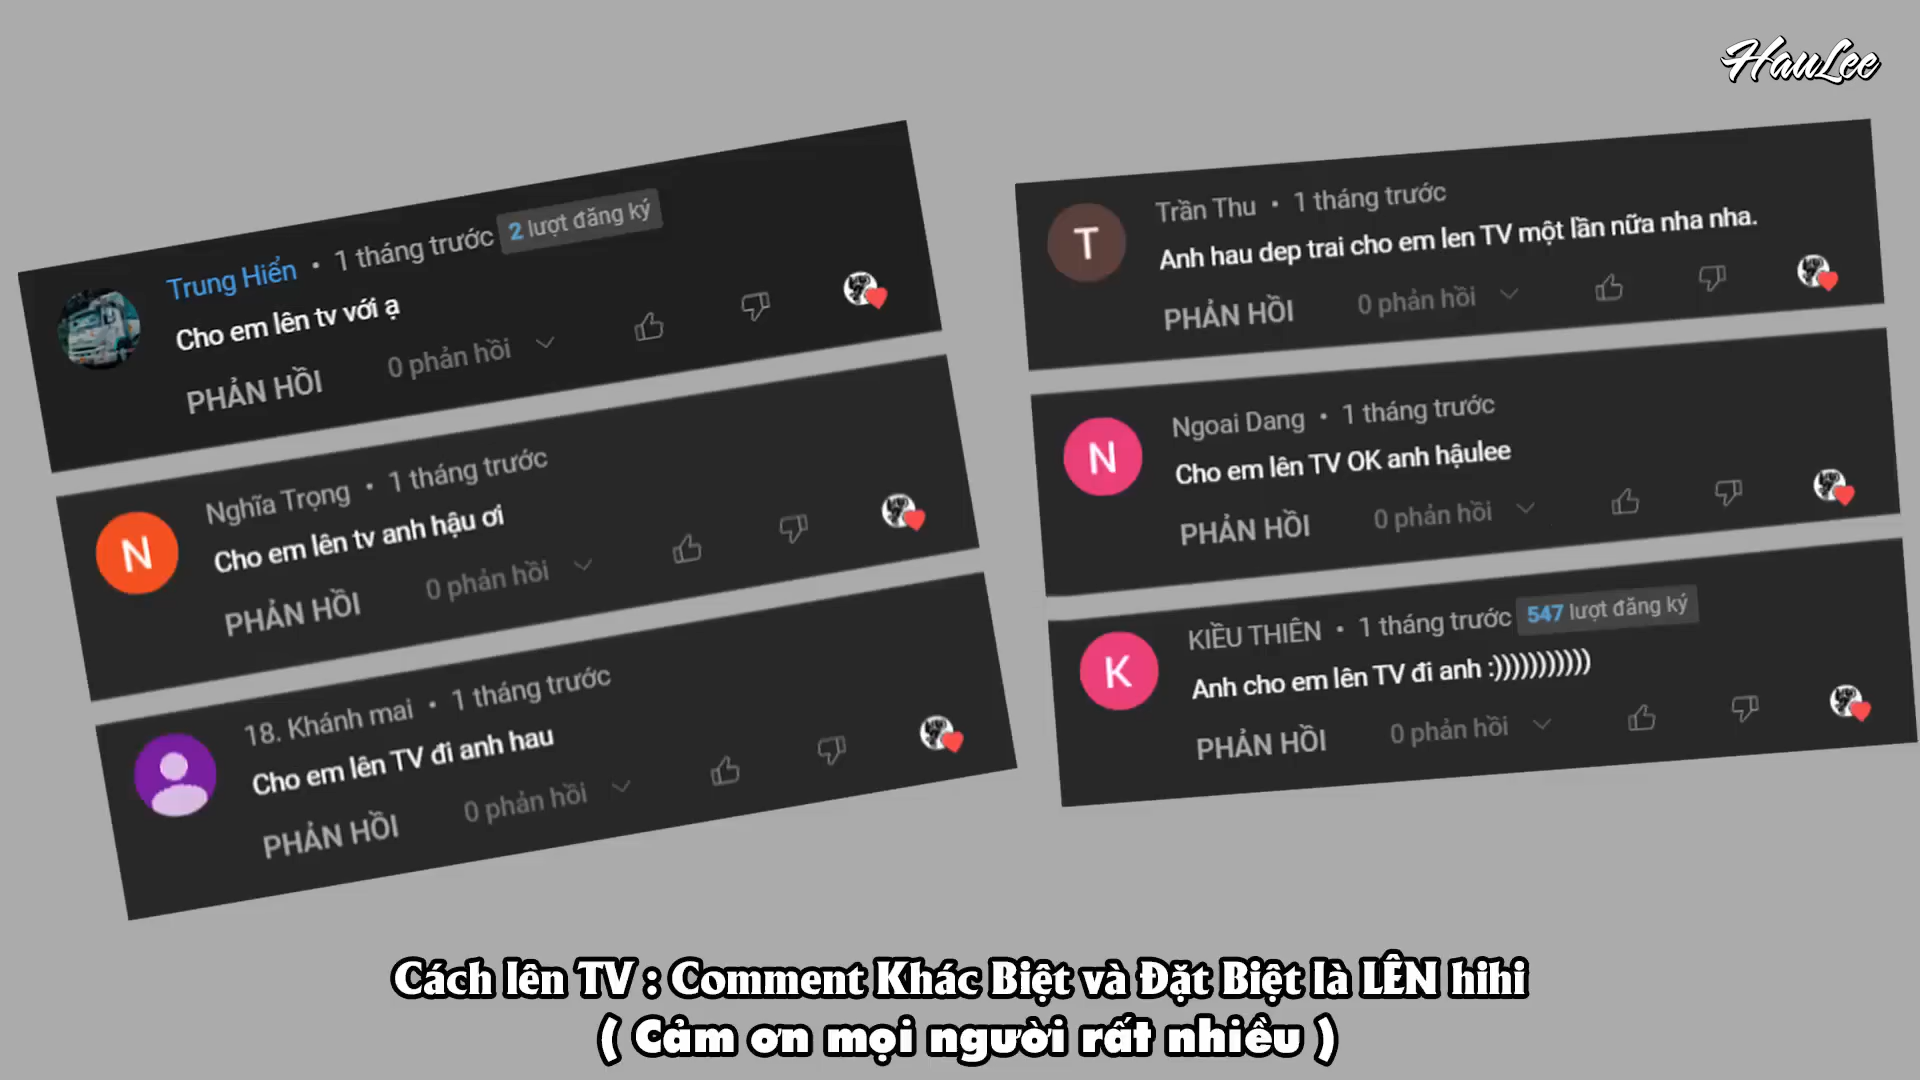 HauLee
Trung Hiển • 1 tháng trước 2 lượt đăng ký
Cho em lên tv với ạ
PHẢN HỒI 0 phản hồi
N
Nghĩa Trọng • 1 tháng trước
Cho em lên tv anh hậu ơi
PHẢN HỒI 0 phản hồi
18. Khánh mai • 1 tháng trước
Cho em lên TV đi anh hau
PHẢN HỒI 0 phản hồi
T
Trần Thu • 1 tháng trước
Anh hau dep trai cho em len TV một lần nữa nha nha.
PHẢN HỒI 0 phản hồi
N
Ngoai Dang • 1 tháng trước
Cho em lên TV OK anh hậulee
PHẢN HỒI 0 phản hồi
K
KIỀU THIÊN • 1 tháng trước 547 lượt đăng ký
Anh cho em lên TV đi anh :)))))))))))
PHẢN HỒI 0 phản hồi
Cách lên TV : Comment Khác Biệt và Đặt Biệt là LÊN hihi
( Cảm ơn mọi người rất nhiều )